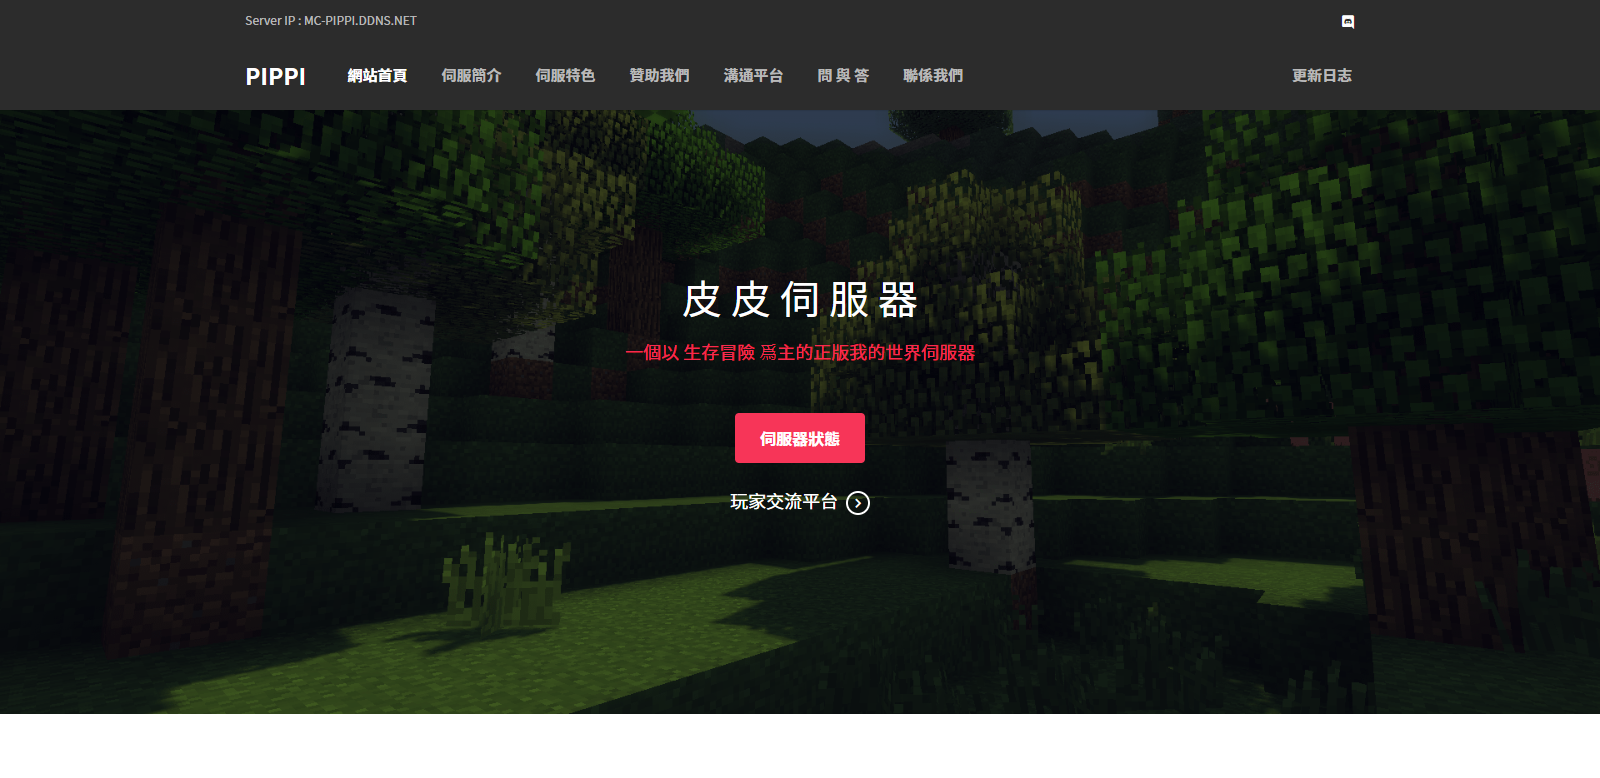 Server IP : MC-PIPPI.DDNS.NET
PIPPI 網站首頁 伺服簡介 伺服特色 贊助我們 溝通平台 問 與 答 聯係我們 更新日志
皮 皮 伺 服 器
一個以 生存冒險 爲主的正版我的世界伺服器
伺服器狀態
玩家交流平台